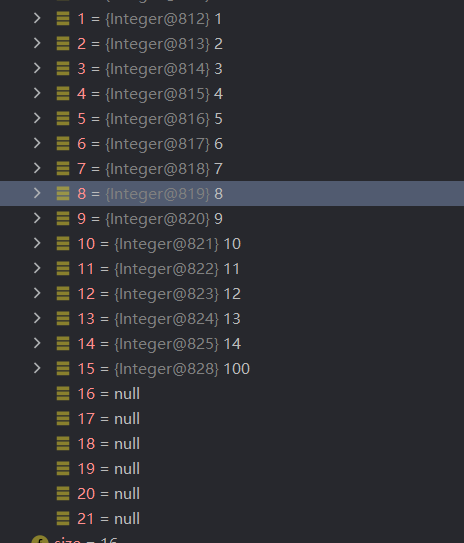 1 = {Integer@812} 1
2 = {Integer@813} 2
3 = {Integer@814} 3
4 = {Integer@815} 4
5 = {Integer@816} 5
6 = {Integer@817} 6
7 = {Integer@818} 7
8 = {Integer@819} 8
9 = {Integer@820} 9
10 = {Integer@821} 10
11 = {Integer@822} 11
12 = {Integer@823} 12
13 = {Integer@824} 13
14 = {Integer@825} 14
15 = {Integer@828} 100
16 = null
17 = null
18 = null
19 = null
20 = null
21 = null
size = 16